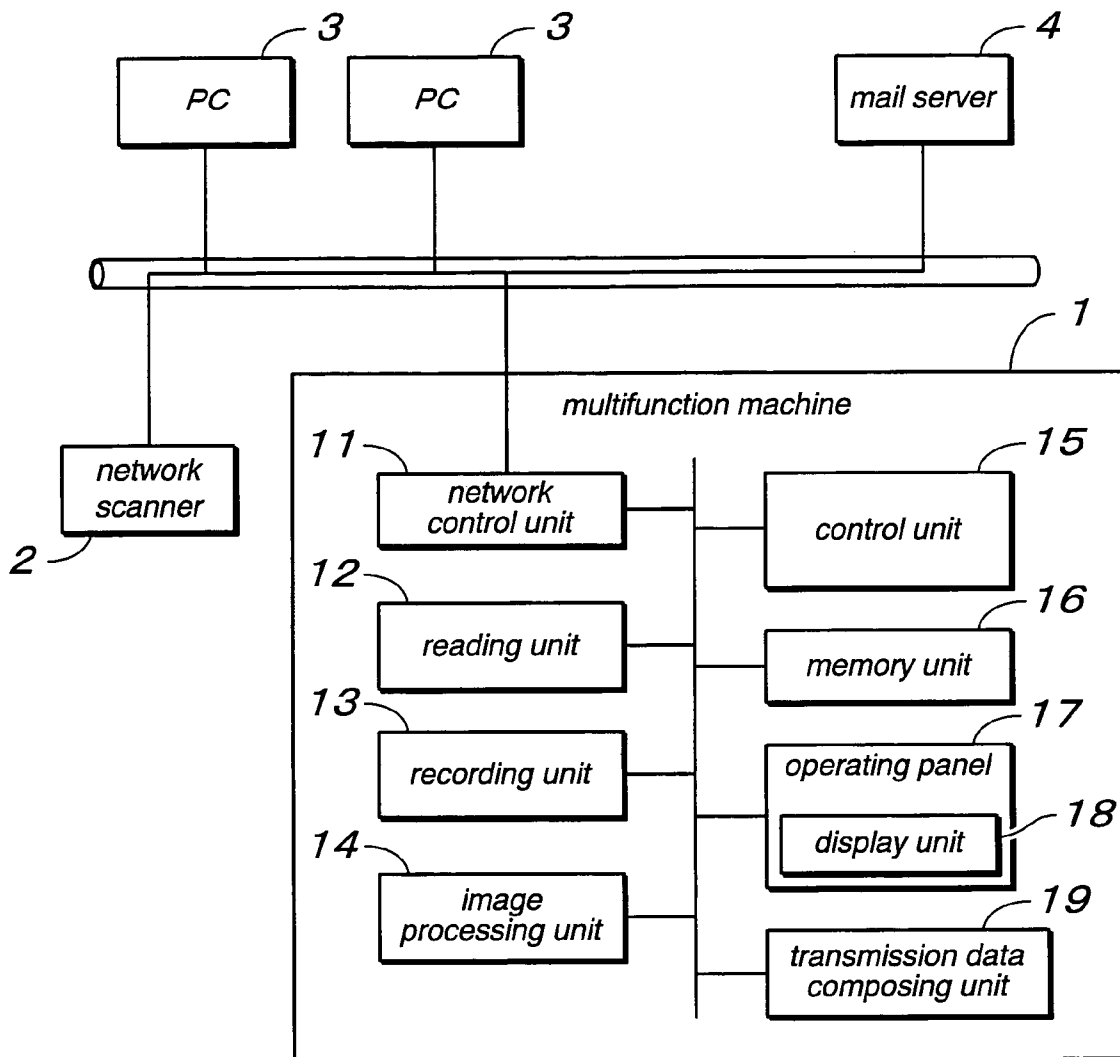 3
3
4
PC
PC
mail server
1
multifunction machine
network
scanner
2
11
network
control unit
15
control unit
12
reading unit
16
memory unit
13
recording unit
17
operating panel
18
display unit
14
image
processing unit
19
transmission data
composing unit